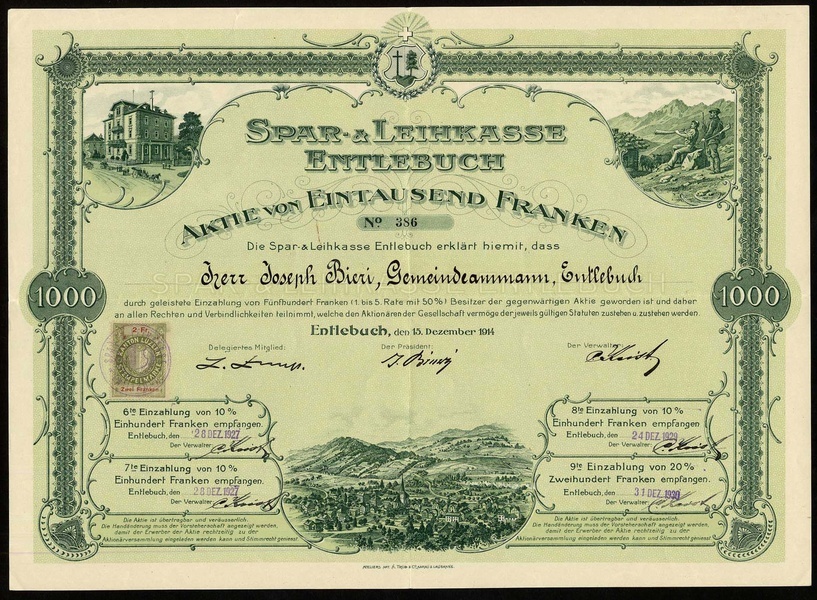 SPAR- & LEIHKASSE
ENTLEBUCH
AKTIE VON EINTAUSEND FRANKEN
No 386
Die Spar- & Leihkasse Entlebuch erklärt hiemit, dass
Herr Joseph Bieri, Gemeindeammann, Entlebuch
durch geleistete Einzahlung von Fünfhundert Franken (1. bis 5. Rate mit 50%) Besitzer der gegenwärtigen Aktie geworden ist und daher
an allen Rechten und Verbindlichkeiten teilnimmt, welche den Aktionären der Gesellschaft vermöge der jeweils gültigen Statuten zustehen u. zustehen werden.
Entlebuch, den 15. Dezember 1914
1000
1000
2 Fr.
KANTON LUZERN
STEMPELMARKE
Zwei Franken
Delegiertes Mitglied:
Der Präsident:
Der Verwalter:
6te Einzahlung von 10%
Einhundert Franken empfangen.
Entlebuch, den 28 DEZ. 1927
Der Verwalter:
7te Einzahlung von 10%
Einhundert Franken empfangen.
Entlebuch, den 28 DEZ. 1927
Der Verwalter:
Die Aktie ist übertragbar und veräusserlich.
Die Handänderung muss der Vorsteherschaft angezeigt werden,
damit der Erwerber der Aktie rechtzeitig zu der
Aktionärversammlung eingeladen werden kann und Stimmrecht geniesst
8te Einzahlung von 10%
Einhundert Franken empfangen.
Entlebuch, den 24 DEZ. 1929
Der Verwalter:
9te Einzahlung von 20%
Zweihundert Franken empfangen.
Entlebuch, den 31 DEZ. 1930
Der Verwalter:
Die Aktie ist übertragbar und veräusserlich.
Die Handänderung muss der Vorsteherschaft angezeigt werden,
damit der Erwerber der Aktie rechtzeitig zu der
Aktionärversammlung eingeladen werden kann und Stimmrecht geniesst